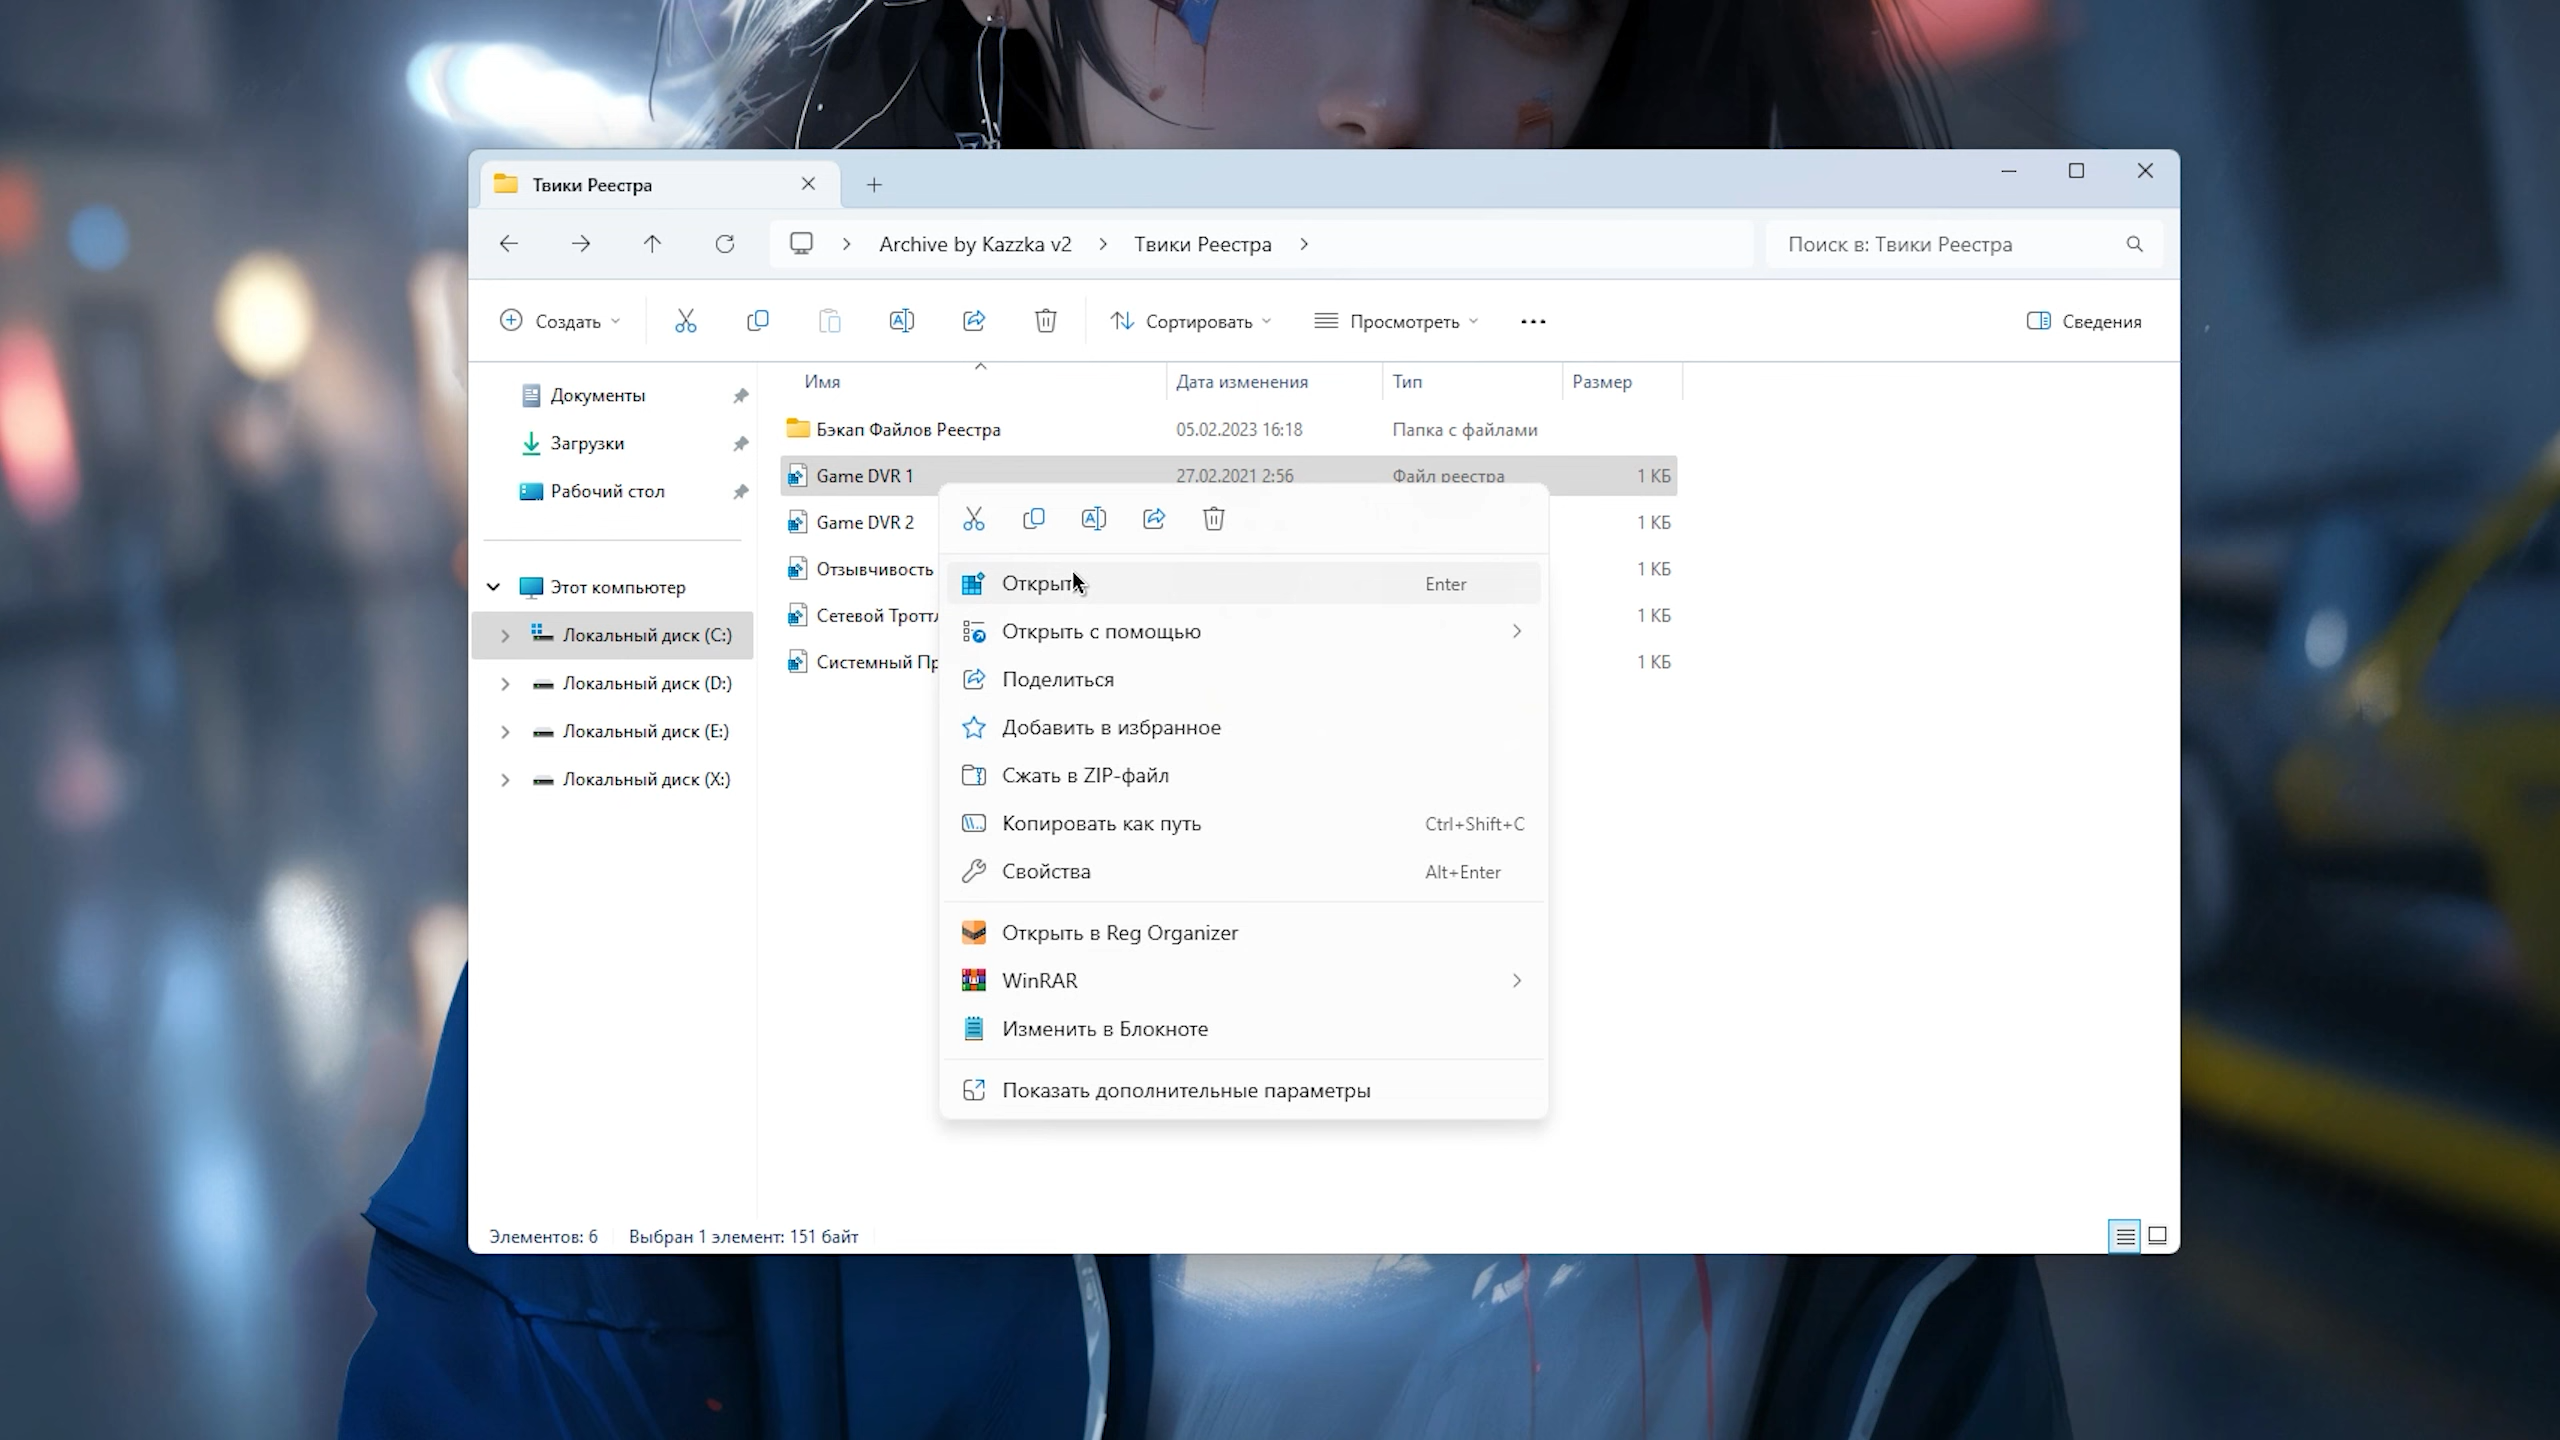 Твики Реестра
Archive by Kazzka v2
Твики Реестра
Поиск в: Твики Реестра
Создать
Сортировать
Просмотреть
Сведения
Документы
Загрузки
Рабочий стол
Этот компьютер
Локальный диск (C:)
Локальный диск (D:)
Локальный диск (E:)
Локальный диск (X:)
Имя Дата изменения Тип Размер
Бэкап Файлов Реестра 05.02.2023 16:18 Папка с файлами
Game DVR 1 27.02.2021 2:56 Файл реестра 1 КБ
Game DVR 2 1 КБ
Отзывчивость 1 КБ
Сетевой 1 КБ
Системный 1 КБ
Открыть Enter
Открыть с помощью
Поделиться
Добавить в избранное
Сжать в ZIP-файл
Копировать как путь Ctrl+Shift+C
Свойства Alt+Enter
Открыть в Reg Organizer
WinRAR
Изменить в Блокноте
Показать дополнительные параметры
Элементов: 6 Выбран 1 элемент: 151 байт